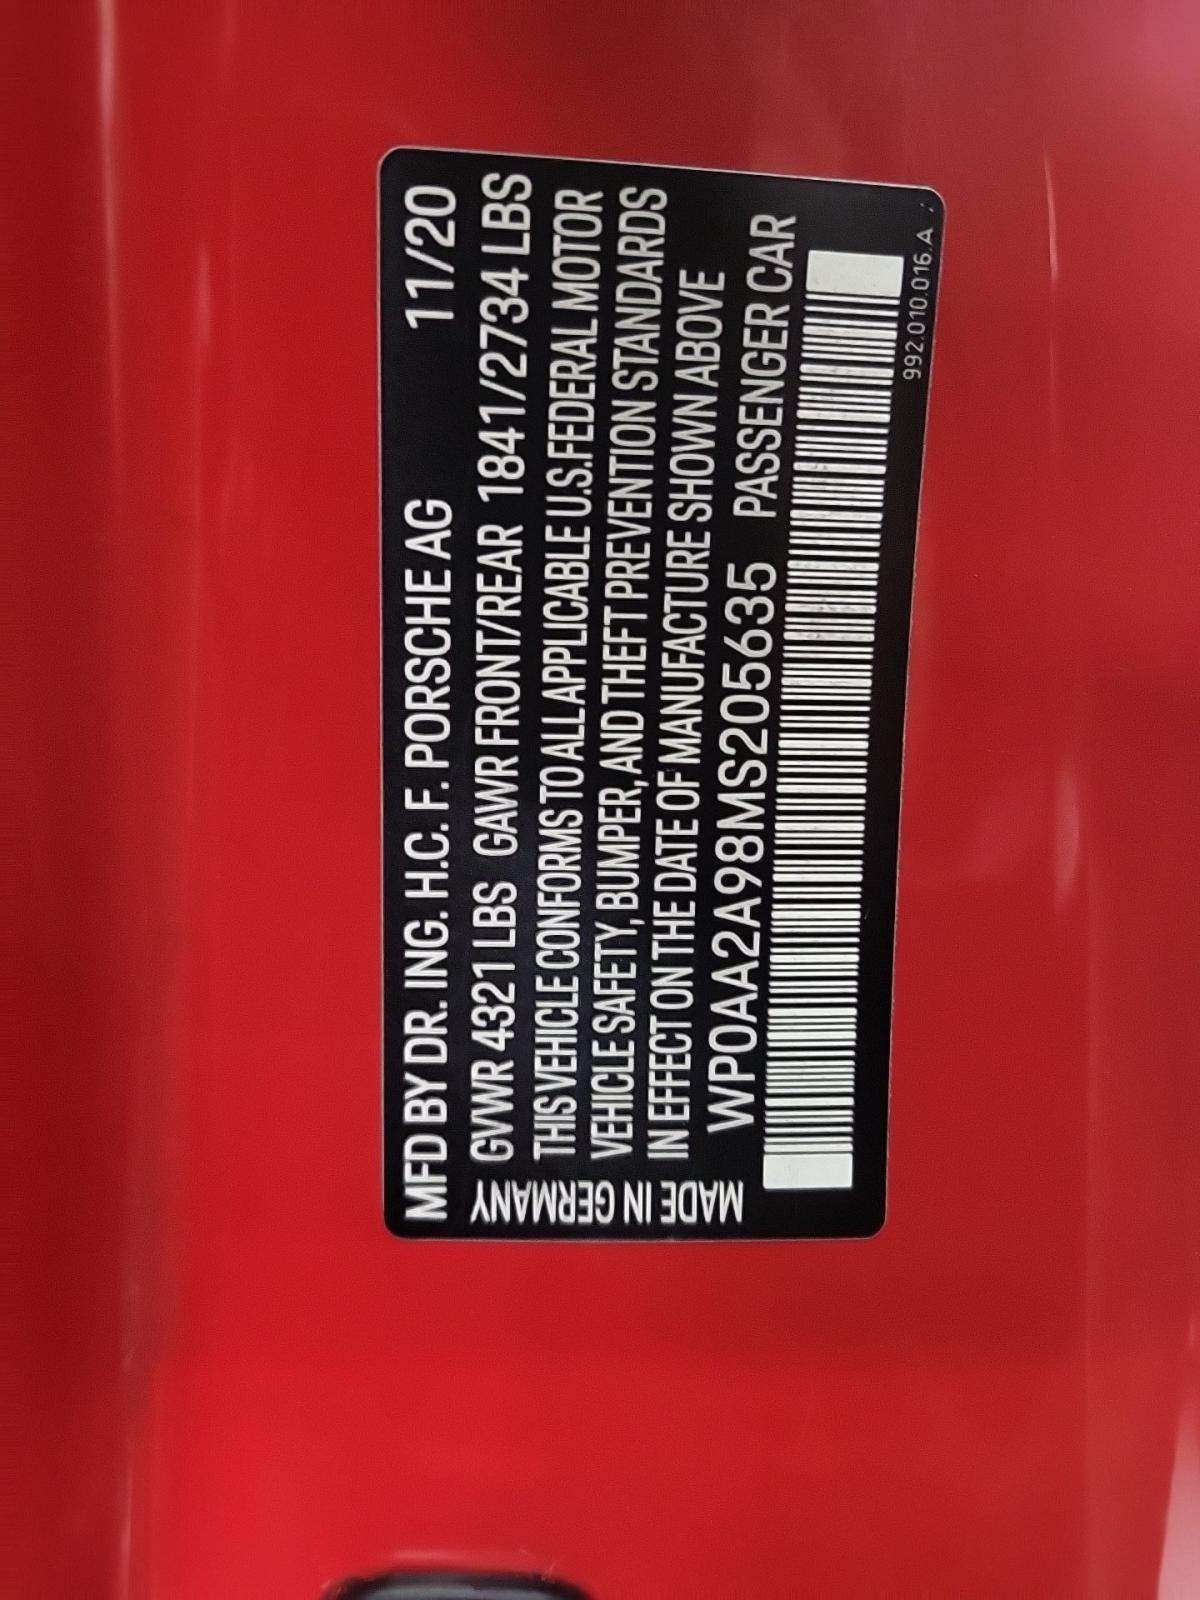 MFD BY DR. ING. H.C. F. PORSCHE AG 11/20
GVWR 4321 LBS GAWR FRONT/REAR 1841/2734 LBS
THIS VEHICLE CONFORMS TO ALL APPLICABLE U.S.FEDERAL MOTOR
VEHICLE SAFETY, BUMPER, AND THEFT PREVENTION STANDARDS
IN EFFECT ON THE DATE OF MANUFACTURE SHOWN ABOVE
WP0AA2A98MS205635 PASSENGER CAR
992.010.016.A
MADE IN GERMANY